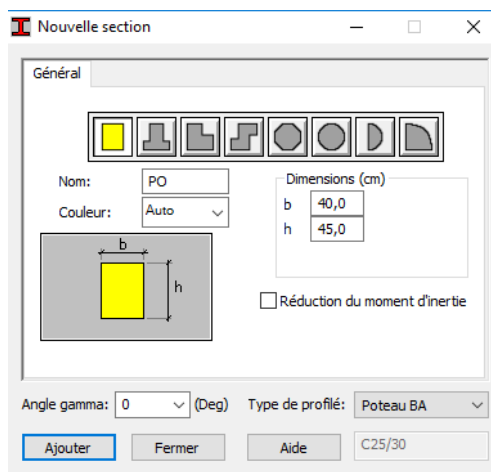 Nouvelle section
Général
Nom: PO
Couleur: Auto
Dimensions (cm)
b 40,0
h 45,0
b
h
Réduction du moment d'inertie
Angle gamma: 0 (Deg) Type de profilé: Poteau BA
Ajouter Fermer Aide C25/30